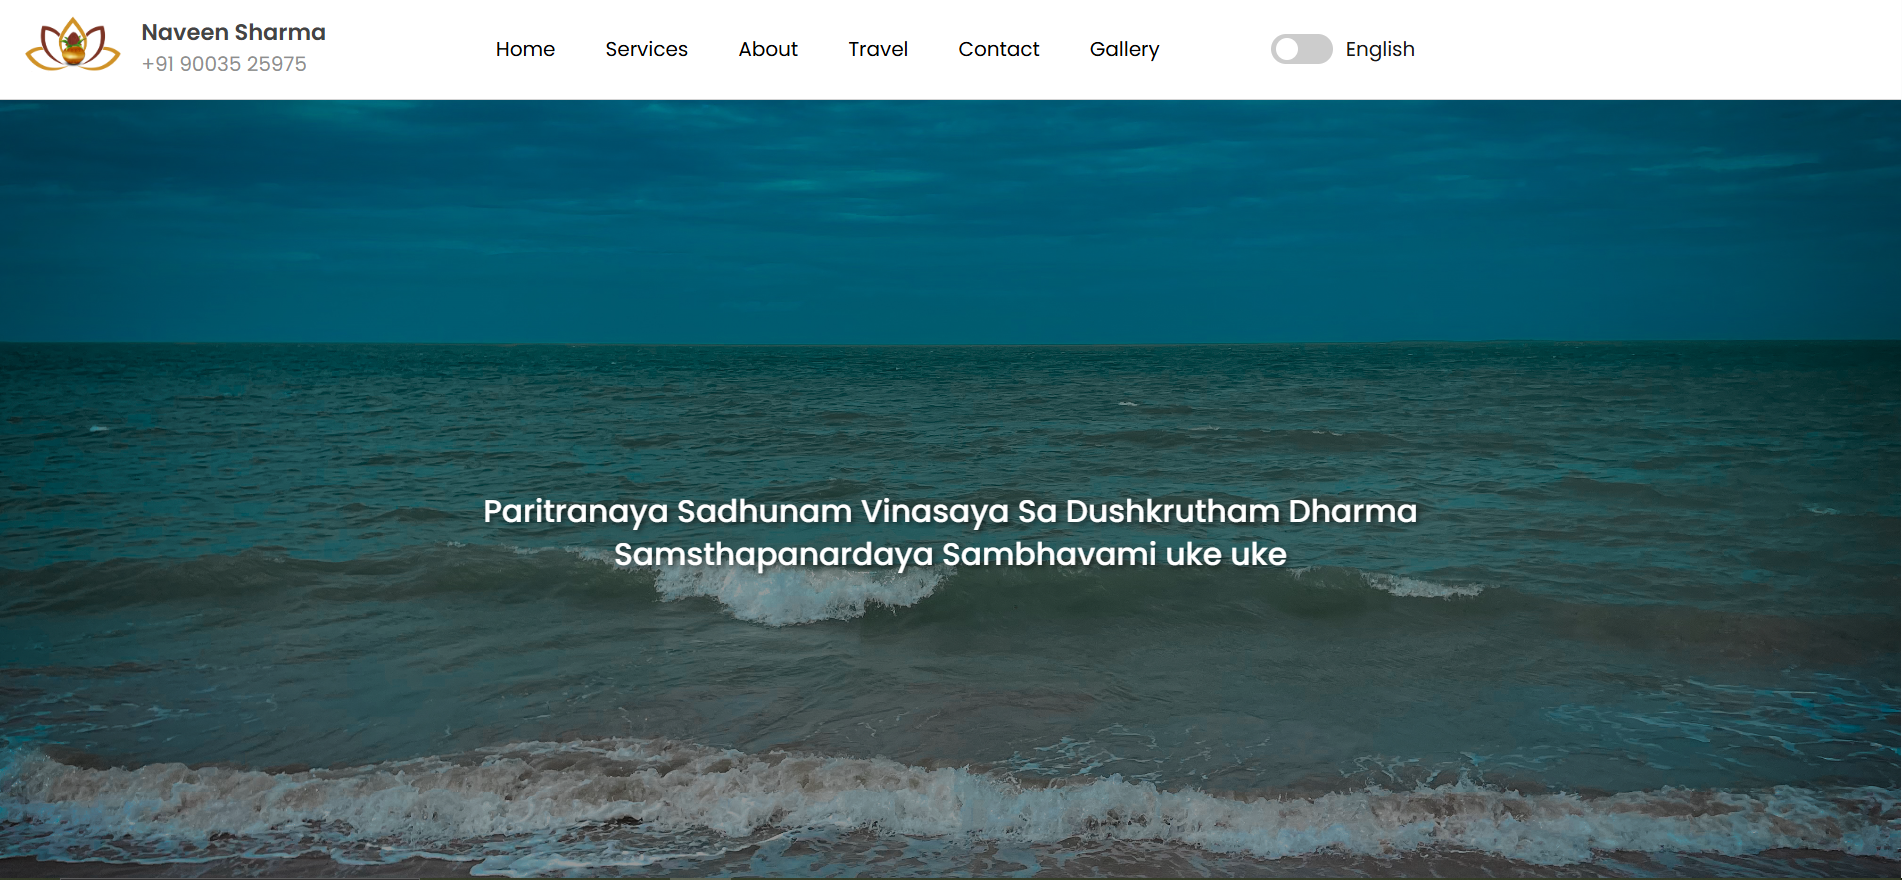 Naveen Sharma
+91 90035 25975
Home Services About Travel Contact Gallery English
Paritranaya Sadhunam Vinasaya Sa Dushkrutham Dharma
Samsthapanardaya Sambhavami uke uke